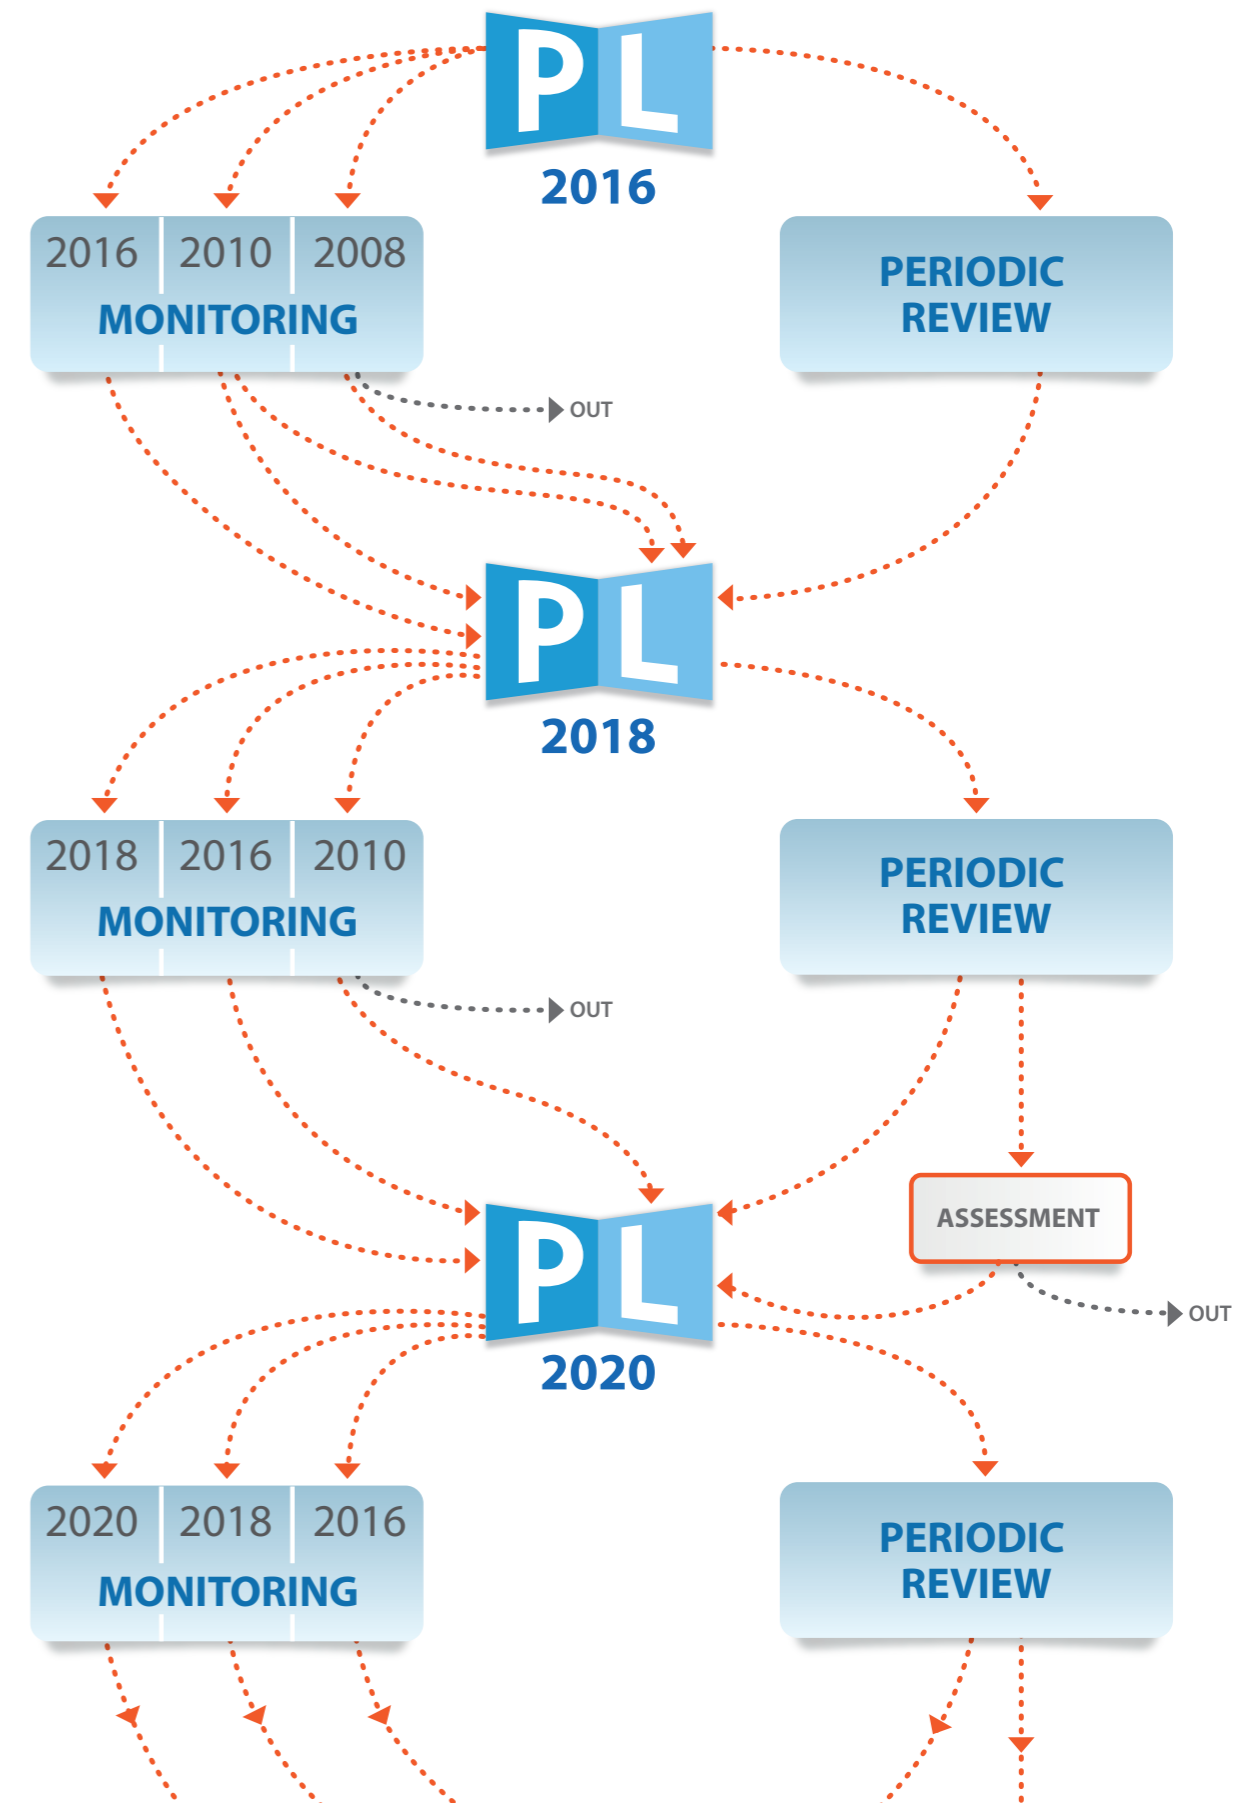 PL
2016
2016 2010 2008
MONITORING
PERIODIC
REVIEW
OUT
PL
2018
2018 2016 2010
MONITORING
PERIODIC
REVIEW
OUT
ASSESSMENT
PL
OUT
2020
2020 2018 2016
MONITORING
PERIODIC
REVIEW